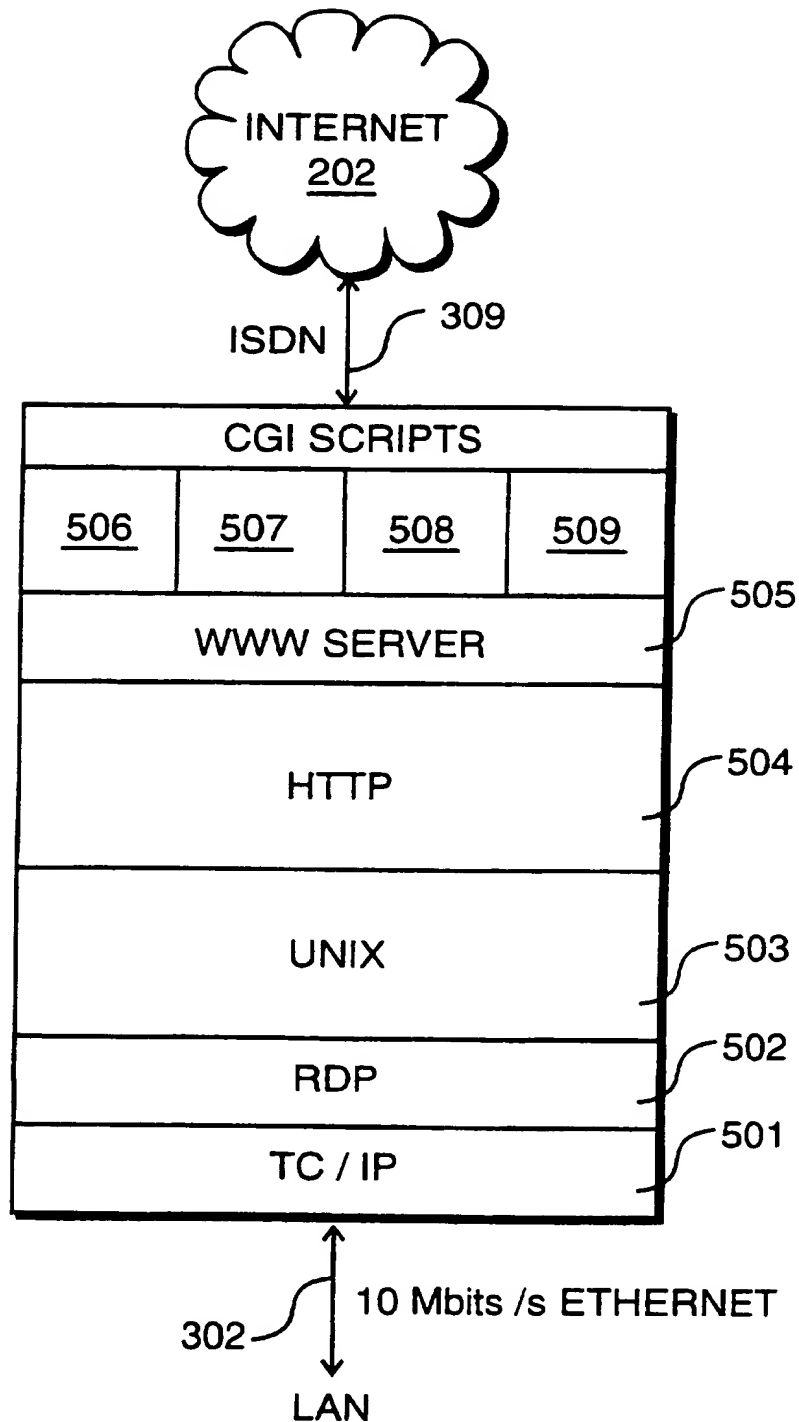 INTERNET
202
ISDN
309
CGI SCRIPTS
506 507 508 509
505
WWW SERVER
504
HTTP
503
UNIX
502
RDP
501
TC / IP
302
10 Mbits /s ETHERNET
LAN